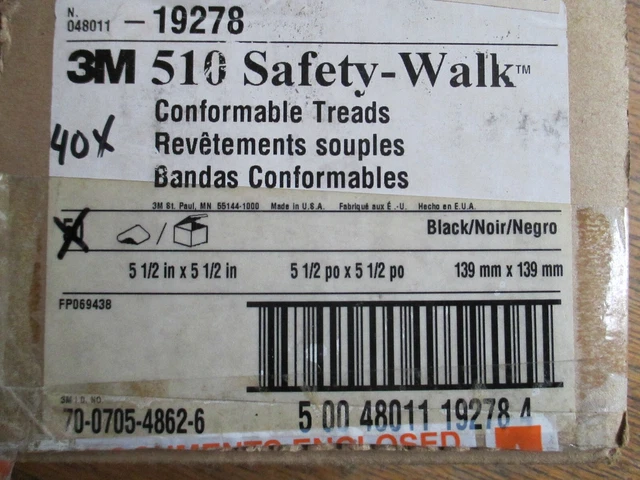 N.
048011 – 19278
3M 510 Safety-Walk™
Conformable Treads
40X
Revêtements souples
Bandas Conformables
3M St. Paul, MN 55144-1000 Made in U.S.A. Fabriqué aux É.-U. Hecho en E.U.A.
/
Black/Noir/Negro
5 1/2 in x 5 1/2 in 5 1/2 po x 5 1/2 po 139 mm x 139 mm
FP069438
3M I.D. NO.
70-0705-4862-6
5 00 48011 19278 4
ENCLOSED